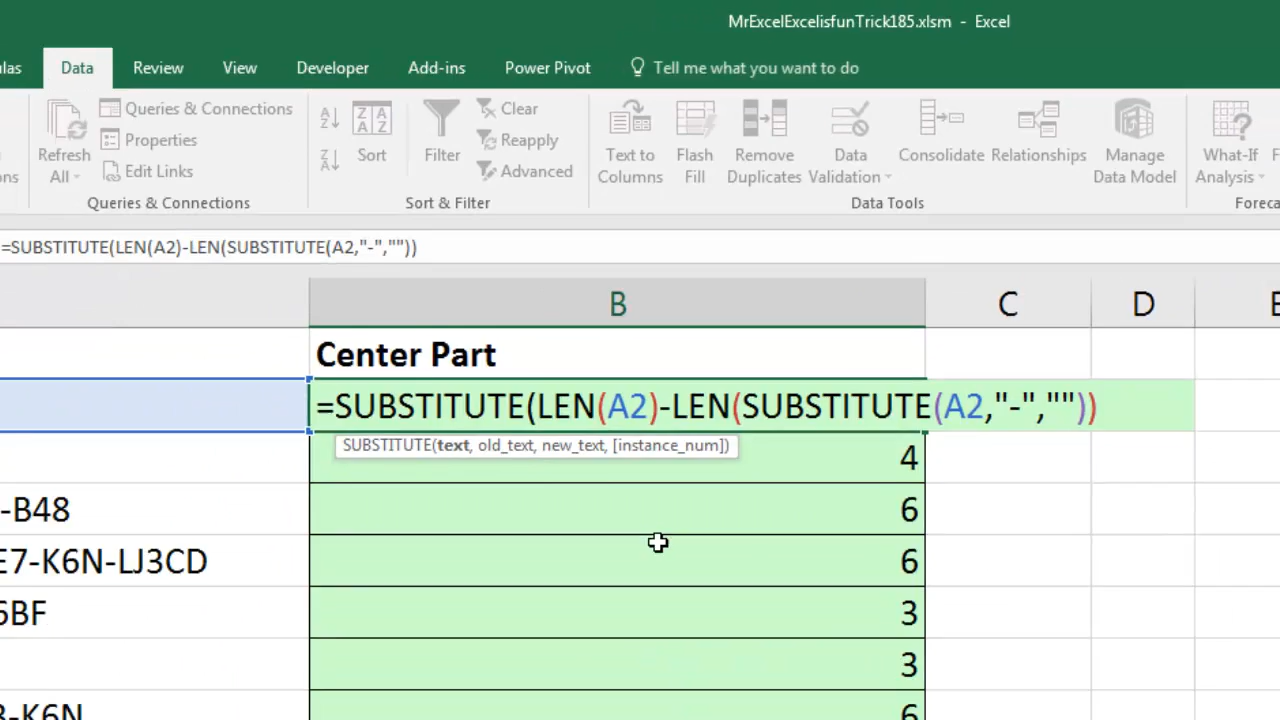 MrExcelExcelisfunTrick185.xlsm - Excel
las Data Review View Developer Add-ins Power Pivot Tell me what you want to do
Queries & Connections
Properties
Edit Links
Refresh
All
ons
Queries & Connections
Sort
Filter
Clear
Reapply
Advanced
Sort & Filter
Text to
Columns
Flash
Fill
Remove
Duplicates
Data
Validation
Consolidate
Relationships
Manage
Data Model
Data Tools
What-If
Analysis
F
Foreca
=SUBSTITUTE(LEN(A2)-LEN(SUBSTITUTE(A2,"-",""))
B C D E
Center Part
=SUBSTITUTE(LEN(A2)-LEN(SUBSTITUTE(A2,"-",""))
SUBSTITUTE(text, old_text, new_text, [instance_num])
4
-B48 6
E7-K6N-LJ3CD 6
6BF 3
3
-K6N 6